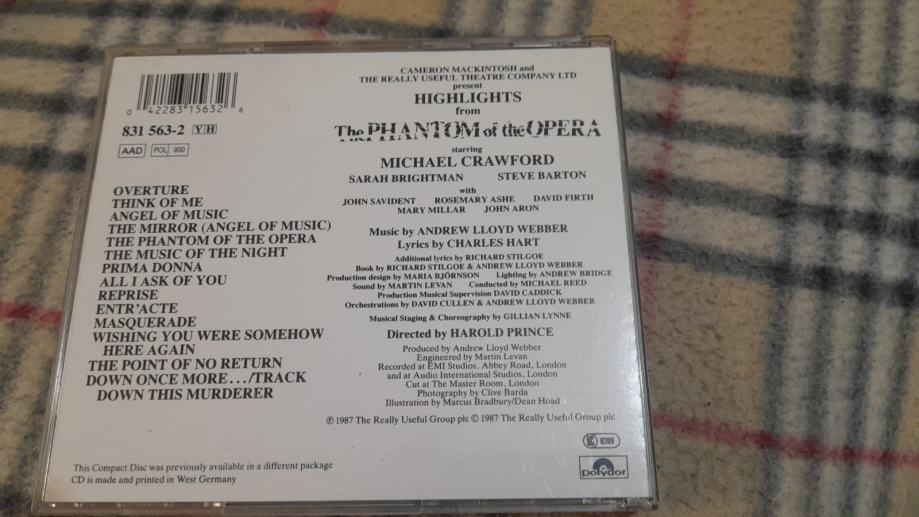 0 42283 15632 6
831 563-2 YH
AAD POL 900
OVERTURE
THINK OF ME
ANGEL OF MUSIC
THE MIRROR (ANGEL OF MUSIC)
THE PHANTOM OF THE OPERA
THE MUSIC OF THE NIGHT
PRIMA DONNA
ALL I ASK OF YOU
REPRISE
ENTR'ACTE
MASQUERADE
WISHING YOU WERE SOMEHOW
HERE AGAIN
THE POINT OF NO RETURN
DOWN ONCE MORE.../TRACK
DOWN THIS MURDERER
CAMERON MACKINTOSH and
THE REALLY USEFUL THEATRE COMPANY LTD
present
HIGHLIGHTS
from
The PHANTOM of the OPERA
starring
MICHAEL CRAWFORD
SARAH BRIGHTMAN STEVE BARTON
with
JOHN SAVIDENT ROSEMARY ASHE DAVID FIRTH
MARY MILLAR JOHN ARON
Music by ANDREW LLOYD WEBBER
Lyrics by CHARLES HART
Additional lyrics by RICHARD STILGOE
Book by RICHARD STILGOE & ANDREW LLOYD WEBBER
Production design by MARIA BJÖRNSON Lighting by ANDREW BRIDGE
Sound by MARTIN LEVAN Conducted by MICHAEL REED
Production Musical Supervision DAVID CADDICK
Orchestrations by DAVID CULLEN & ANDREW LLOYD WEBBER
Musical Staging & Choreography by GILLIAN LYNNE
Directed by HAROLD PRINCE
Produced by Andrew Lloyd Webber
Engineered by Martin Levan
Recorded at EMI Studios, Abbey Road, London
and at Audio International Studios, London
Cut at The Master Room, London
Photography by Clive Barda
Illustration by Marcus Bradbury/Dean Hoad
℗ 1987 The Really Useful Group plc © 1987 The Really Useful Group plc
LC 0309
Polydor
This Compact Disc was previously available in a different package
CD is made and printed in West Germany